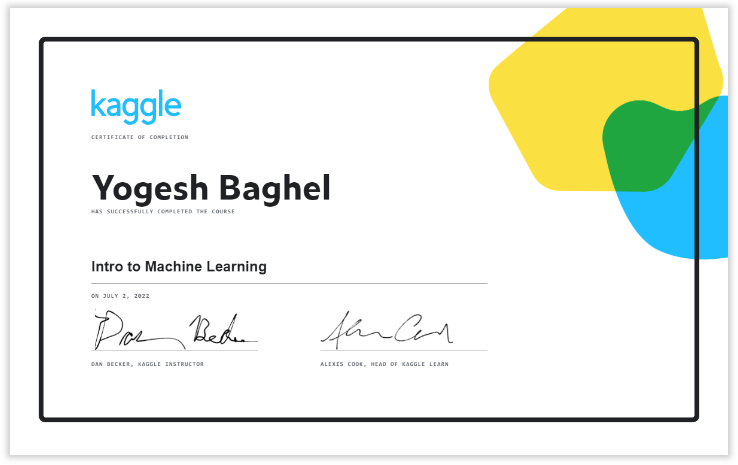 kaggle
CERTIFICATE OF COMPLETION
Yogesh Baghel
HAS SUCCESSFULLY COMPLETED THE COURSE
Intro to Machine Learning
ON JULY 2, 2022
Dan Becker
Alexis Cook
DAN BECKER, KAGGLE INSTRUCTOR
ALEXIS COOK, HEAD OF KAGGLE LEARN